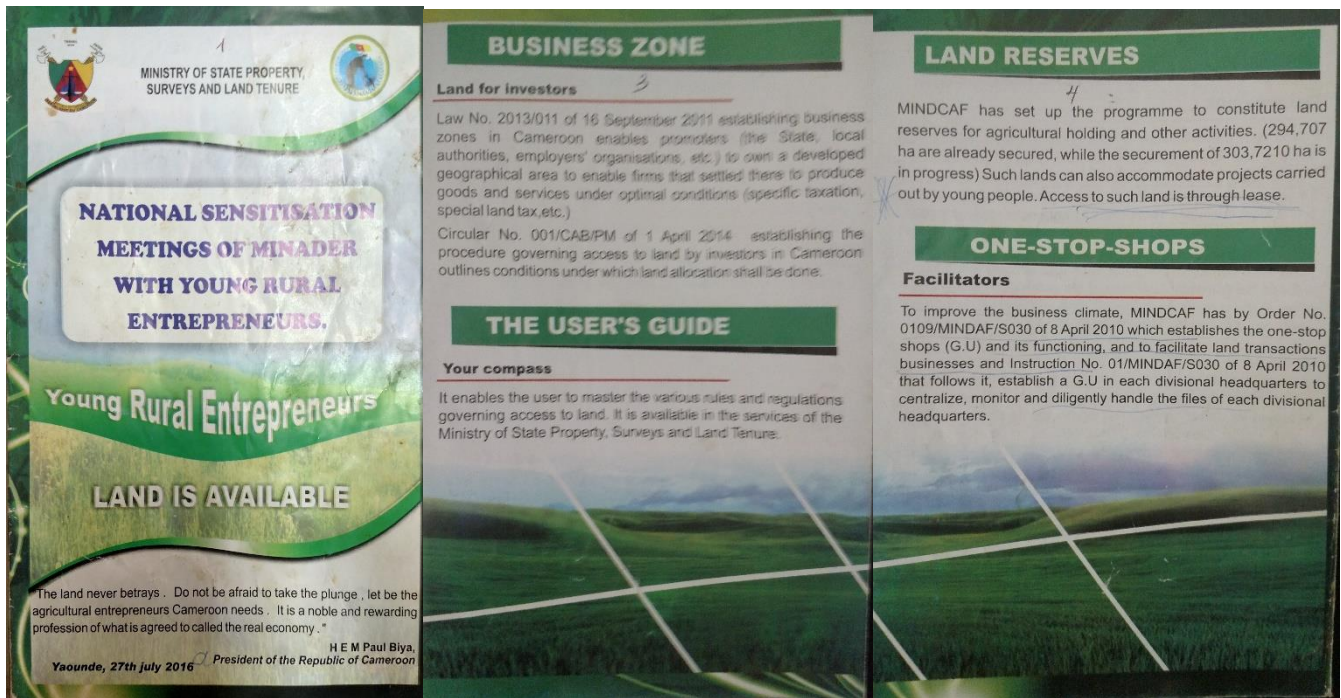 1
MINISTRY OF STATE PROPERTY,
SURVEYS AND LAND TENURE
NATIONAL SENSITISATION
MEETINGS OF MINADER
WITH YOUNG RURAL
ENTREPRENEURS.
Young Rural Entrepreneurs
LAND IS AVAILABLE
"The land never betrays . Do not be afraid to take the plunge , let be the
agricultural entrepreneurs Cameroon needs . It is a noble and rewarding
profession of what is agreed to called the real economy ."
H E M Paul Biya,
President of the Republic of Cameroon
Yaounde, 27th july 2016
BUSINESS ZONE
3
Land for investors
Law No. 2013/011 of 16 September 2011 establishing business
zones in Cameroon enables promoters (the State, local
authorities, employers' organisations, etc.) to own a developed
geographical area to enable firms that settled there to produce
goods and services under optimal conditions (specific taxation,
special land tax,etc.)
Circular No. 001/CAB/PM of 1 April 2014 establishing the
procedure governing access to land by investors in Cameroon
outlines conditions under which land allocation shall be done.
THE USER'S GUIDE
Your compass
It enables the user to master the various rules and regulations
governing access to land. It is available in the services of the
Ministry of State Property, Surveys and Land Tenure.
LAND RESERVES
4
MINDCAF has set up the programme to constitute land
reserves for agricultural holding and other activities. (294,707
ha are already secured, while the securement of 303,7210 ha is
in progress) Such lands can also accommodate projects carried
out by young people. Access to such land is through lease.
ONE-STOP-SHOPS
Facilitators
To improve the business climate, MINDCAF has by Order No.
0109/MINDAF/S030 of 8 April 2010 which establishes the one-stop
shops (G.U) and its functioning, and to facilitate land transactions
businesses and Instruction No. 01/MINDAF/S030 of 8 April 2010
that follows it, establish a G.U in each divisional headquarters to
centralize, monitor and diligently handle the files of each divisional
headquarters.